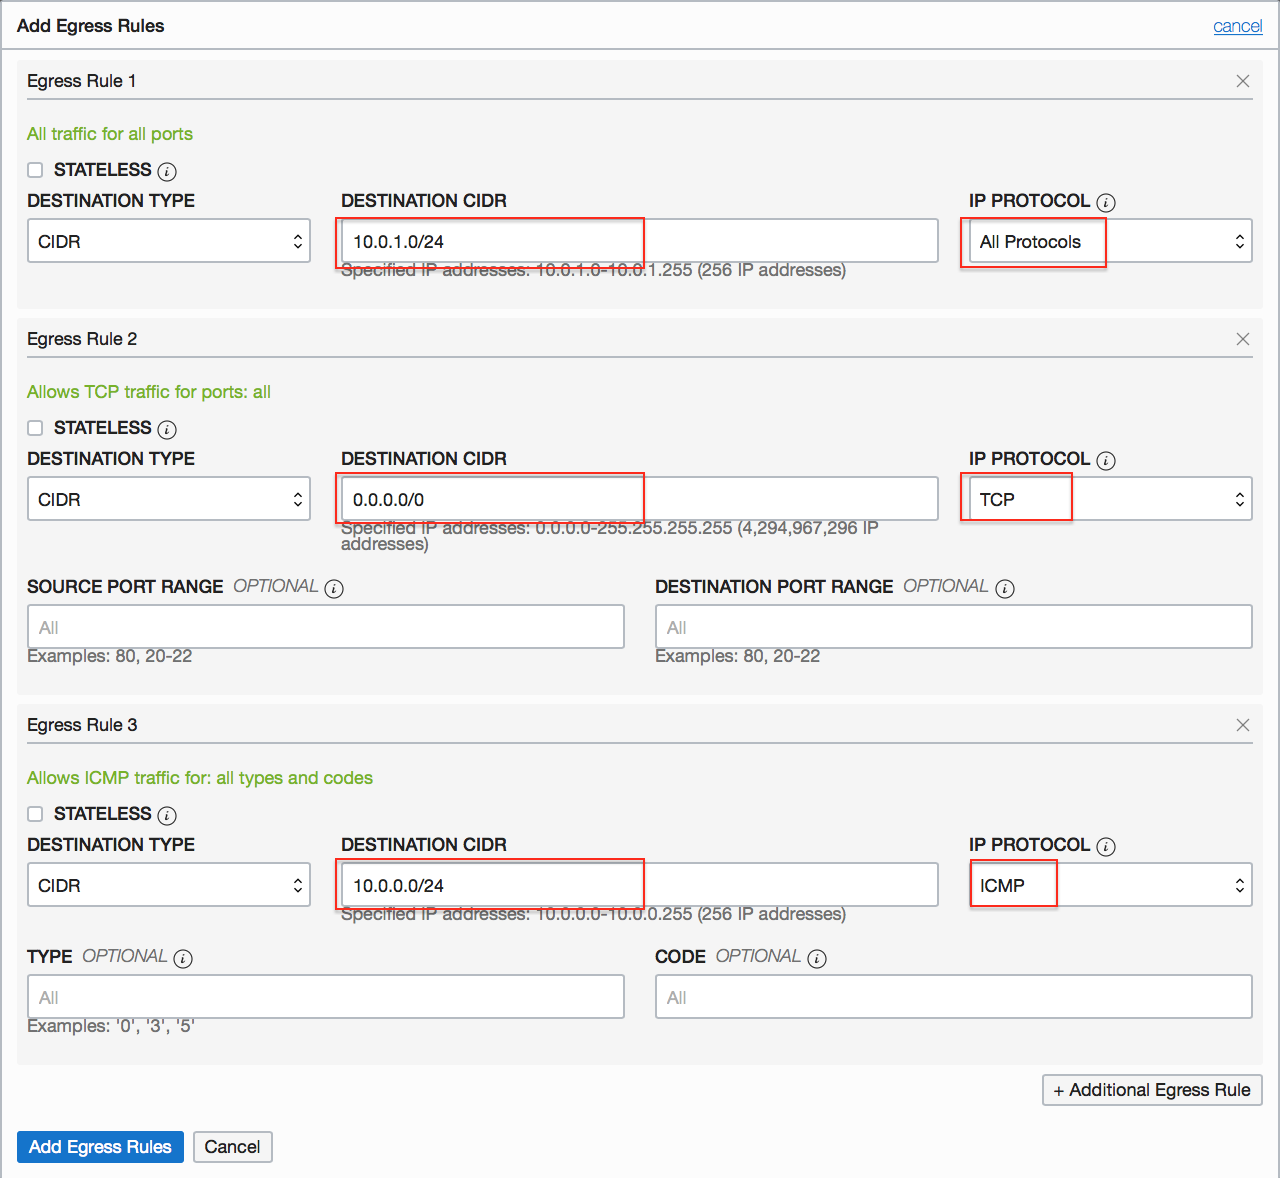 Add Egress Rules cancel
Egress Rule 1
All traffic for all ports
STATELESS
DESTINATION TYPE DESTINATION CIDR IP PROTOCOL
CIDR 10.0.1.0/24 All Protocols
Specified IP addresses: 10.0.1.0-10.0.1.255 (256 IP addresses)
Egress Rule 2
Allows TCP traffic for ports: all
STATELESS
DESTINATION TYPE DESTINATION CIDR IP PROTOCOL
CIDR 0.0.0.0/0 TCP
Specified IP addresses: 0.0.0.0-255.255.255.255 (4,294,967,296 IP
addresses)
SOURCE PORT RANGE OPTIONAL DESTINATION PORT RANGE OPTIONAL
All All
Examples: 80, 20-22 Examples: 80, 20-22
Egress Rule 3
Allows ICMP traffic for: all types and codes
STATELESS
DESTINATION TYPE DESTINATION CIDR IP PROTOCOL
CIDR 10.0.0.0/24 ICMP
Specified IP addresses: 10.0.0.0-10.0.0.255 (256 IP addresses)
TYPE OPTIONAL CODE OPTIONAL
All All
Examples: '0', '3', '5'
+ Additional Egress Rule
Add Egress Rules Cancel